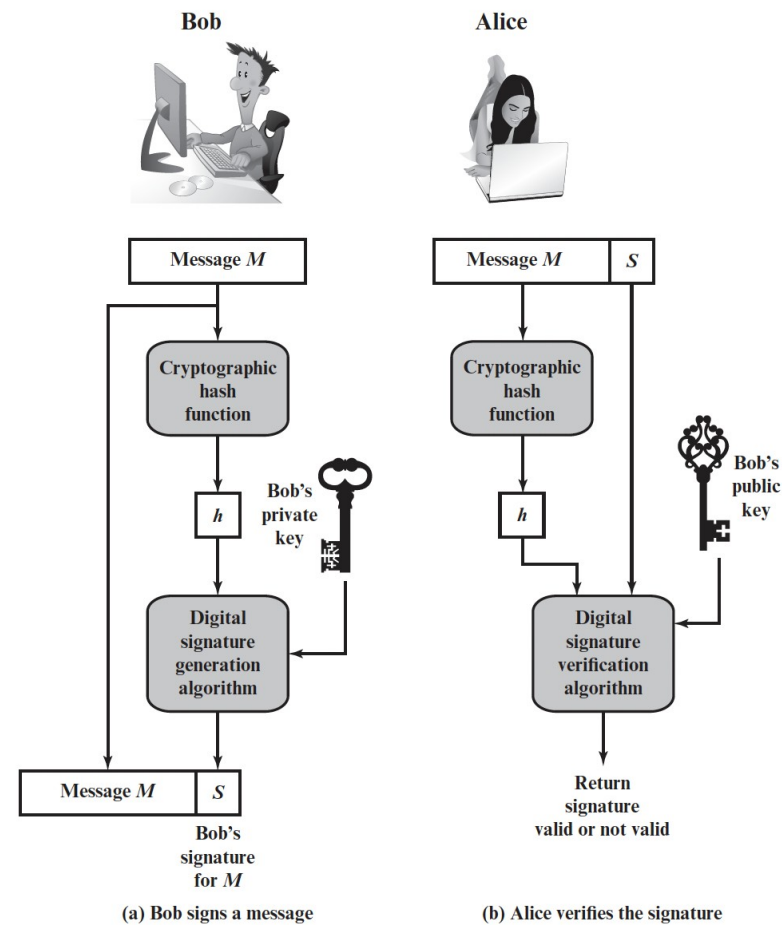 Bob
Message M
Cryptographic
hash
function
h
Bob's
private
key
Digital
signature
generation
algorithm
Message M S
Bob's
signature
for M
(a) Bob signs a message
Alice
Message M S
Cryptographic
hash
function
h
Bob's
public
key
Digital
signature
verification
algorithm
Return
signature
valid or not valid
(b) Alice verifies the signature